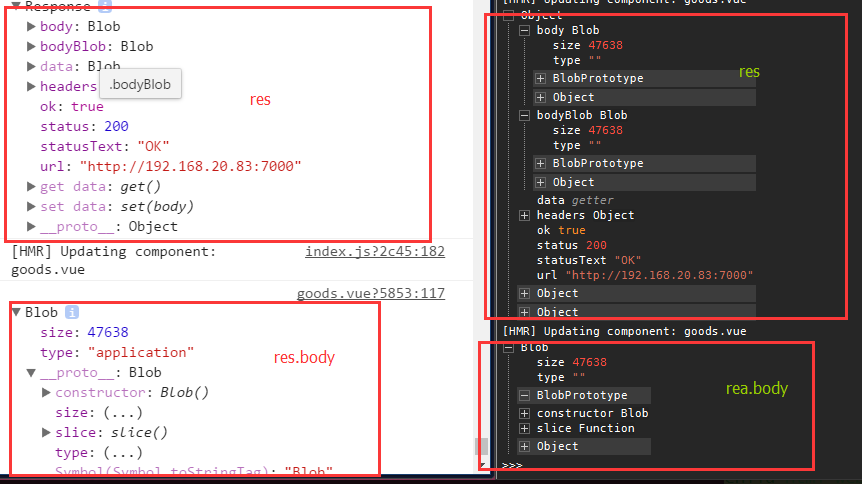 Response
body: Blob
bodyBlob: Blob
data: Blob
.bodyBlob
headers
ok: true
status: 200
statusText: "OK"
url: "http://192.168.20.83:7000"
get data: get()
set data: set(body)
__proto__: Object
res
[HMR] Updating component: index.js?2c45:182
goods.vue
goods.vue?5853:117
Blob
size: 47638
type: "application"
__proto__: Blob
constructor: Blob()
size: (...)
slice: slice()
type: (...)
Symbol(Symbol.toStringTag): "Blob"
res.body
[HMR] Updating component: goods.vue
Object
body Blob
size 47638
type ""
BlobPrototype
Object
bodyBlob Blob
size 47638
type ""
BlobPrototype
Object
data getter
headers Object
ok true
status 200
statusText "OK"
url "http://192.168.20.83:7000"
Object
Object
res
[HMR] Updating component: goods.vue
Blob
size 47638
type ""
BlobPrototype
constructor Blob
slice Function
Object
rea.body
>>>